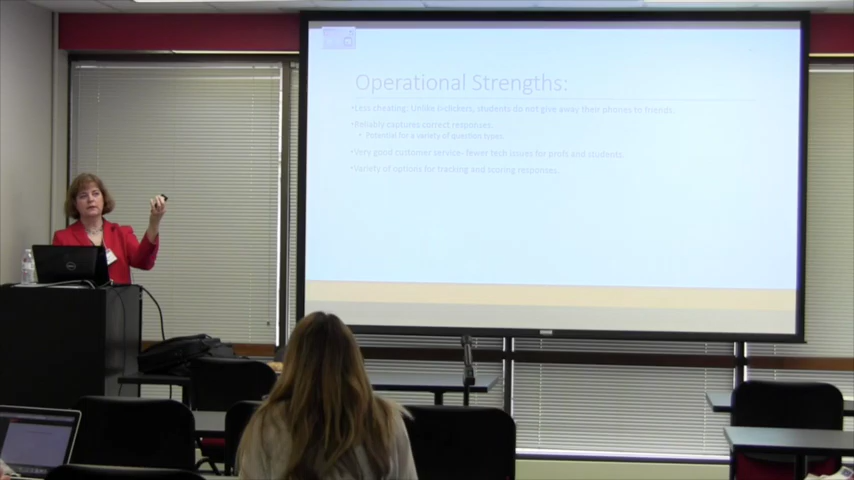 Operational Strengths:
•Less cheating: Unlike I>clickers, students do not give away their phones to friends.
•Reliably captures correct responses.
• Potential for a variety of question types.
•Very good customer service- fewer tech issues for profs and students.
•Variety of options for tracking and scoring responses.
DELL